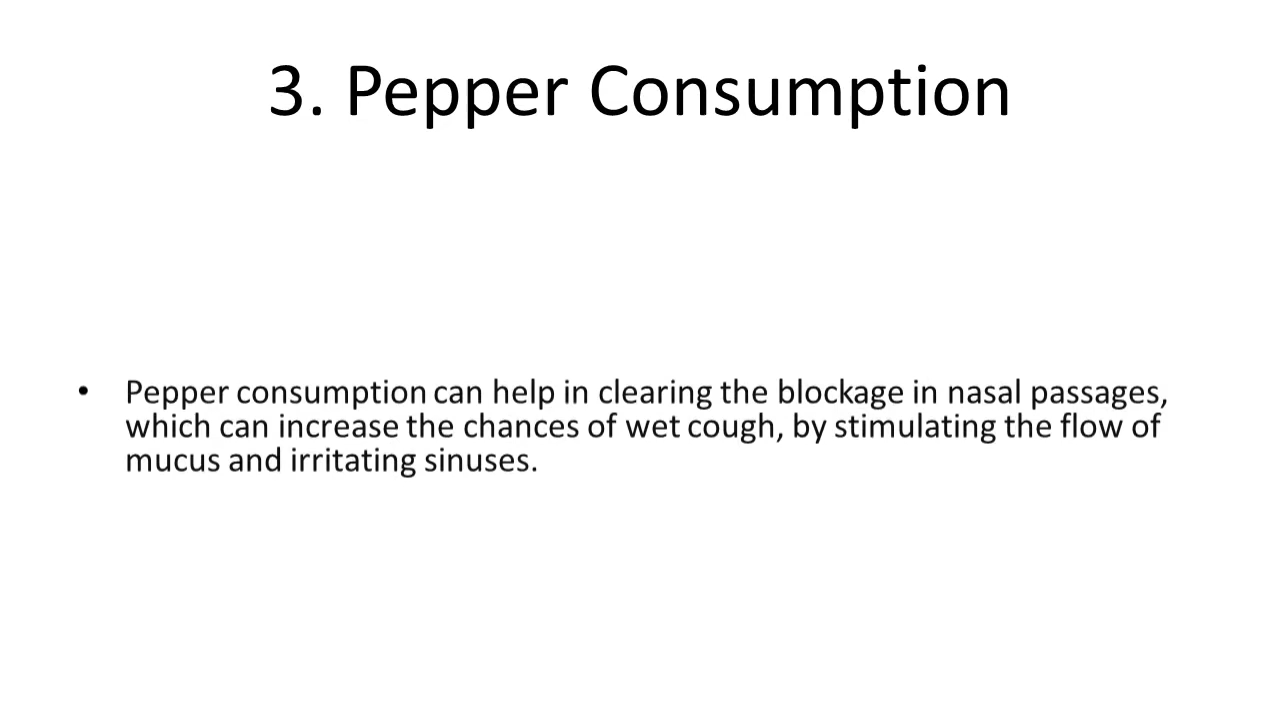 3. Pepper Consumption
• Pepper consumption can help in clearing the blockage in nasal passages,
which can increase the chances of wet cough, by stimulating the flow of
mucus and irritating sinuses.